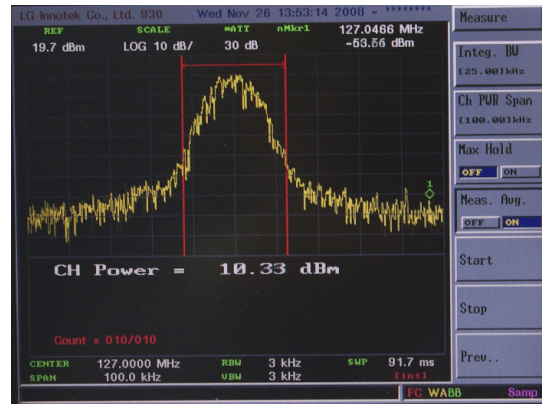 LG Innotek Co., Ltd. 930 Wed Nov 26 13:53:14 2008 - ********
REF SCALE *ATT nMkr1 127.0466 MHz
19.7 dBm LOG 10 dB/ 30 dB -53.56 dBm
1
CH Power = 10.33 dBm
Count = 010/010
CENTER 127.0000 MHz RBW 3 kHz SWP 91.7 ms
SPAN 100.0 kHz VBW 3 kHz [int]
FC WABB Samp
Measure
Integ. BW
[25.00]kHz
Ch PWR Span
[100.00]kHz
Max Hold
OFF ON
Meas. Avg.
OFF ON
Start
Stop
Prev..